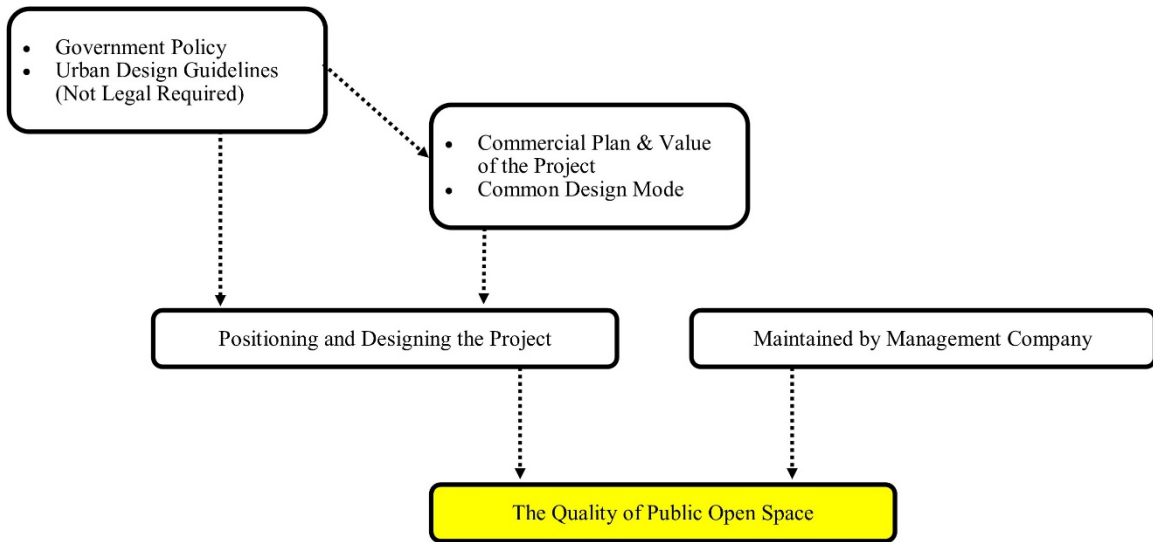 • Government Policy
• Urban Design Guidelines
(Not Legal Required)
• Commercial Plan & Value
of the Project
• Common Design Mode
Positioning and Designing the Project
Maintained by Management Company
The Quality of Public Open Space